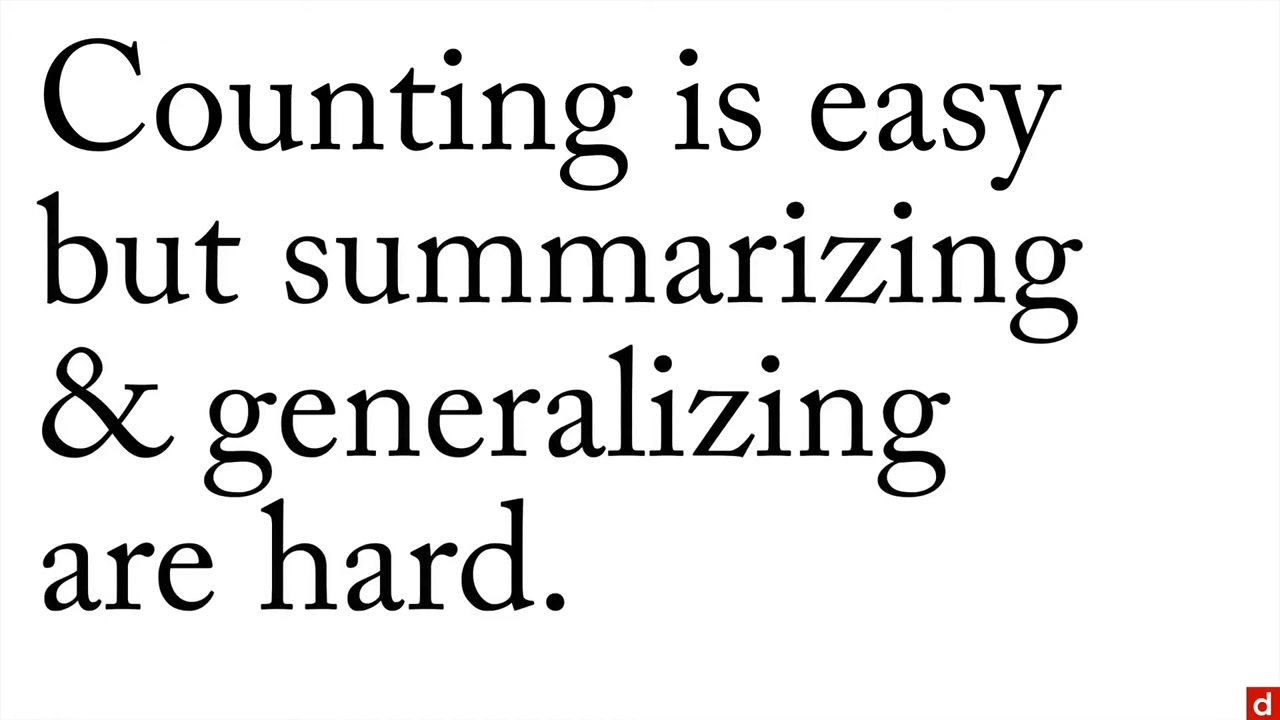 Counting is easy
but summarizing
& generalizing
are hard.
d